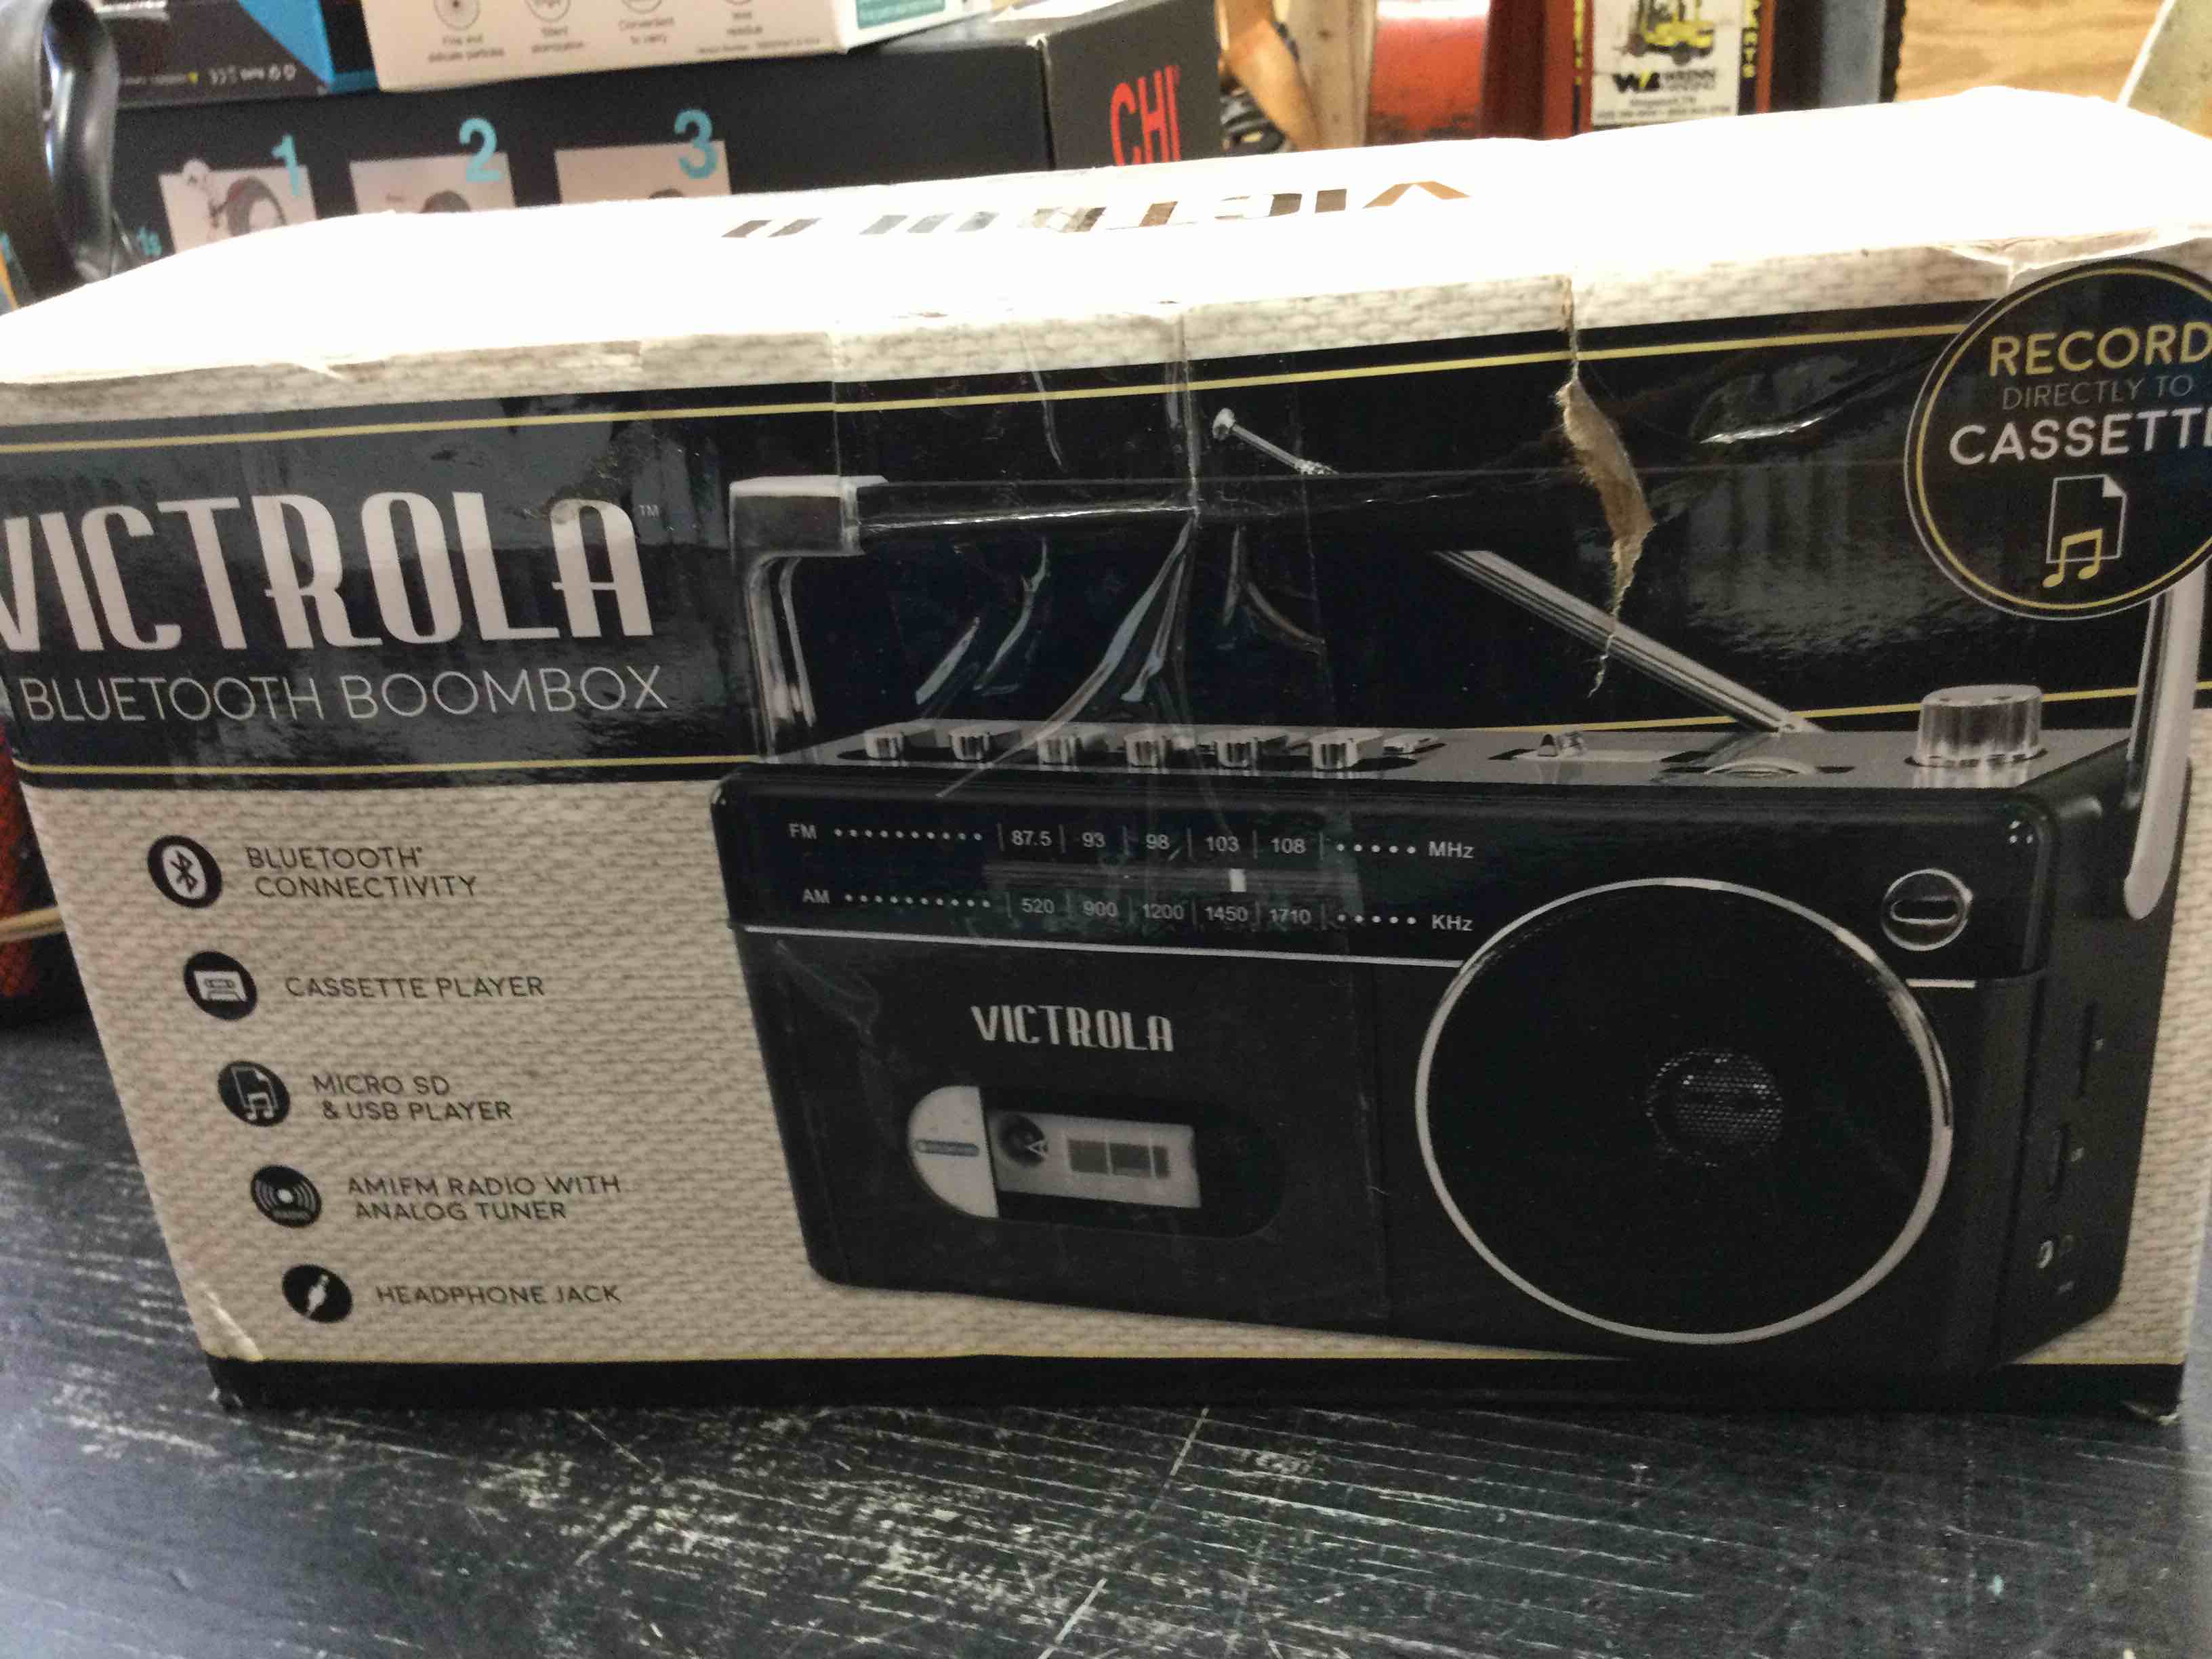 1
2
3
CHI
VICTROLA
RECORD
DIRECTLY TO
CASSETTE
VICTROLA™
BLUETOOTH BOOMBOX
BLUETOOTH®
CONNECTIVITY
CASSETTE PLAYER
MICRO SD
& USB PLAYER
AM|FM RADIO WITH
ANALOG TUNER
HEADPHONE JACK
FM 87.5 93 98 103 108 MHz
AM 520 900 1200 1450 1710 KHz
VICTROLA
A